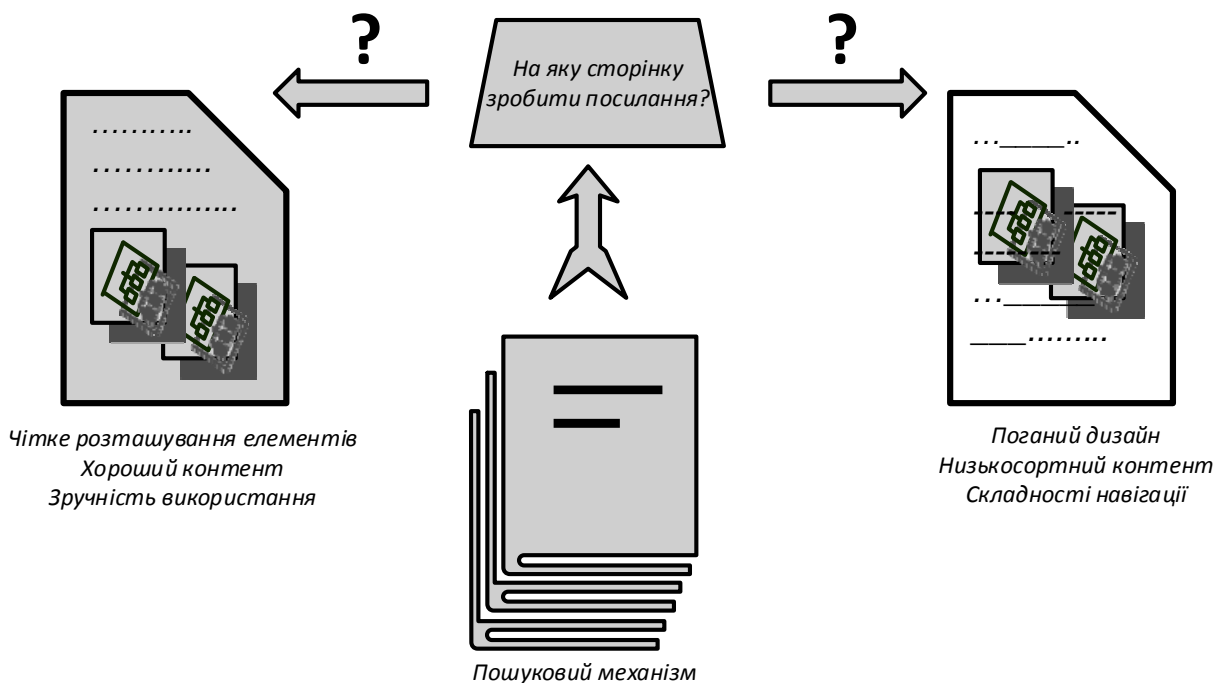 ?
?
На яку сторінку
зробити посилання?
Чітке розташування елементів
Хороший контент
Зручність використання
Поганий дизайн
Низькосортний контент
Складності навігації
Пошуковий механізм